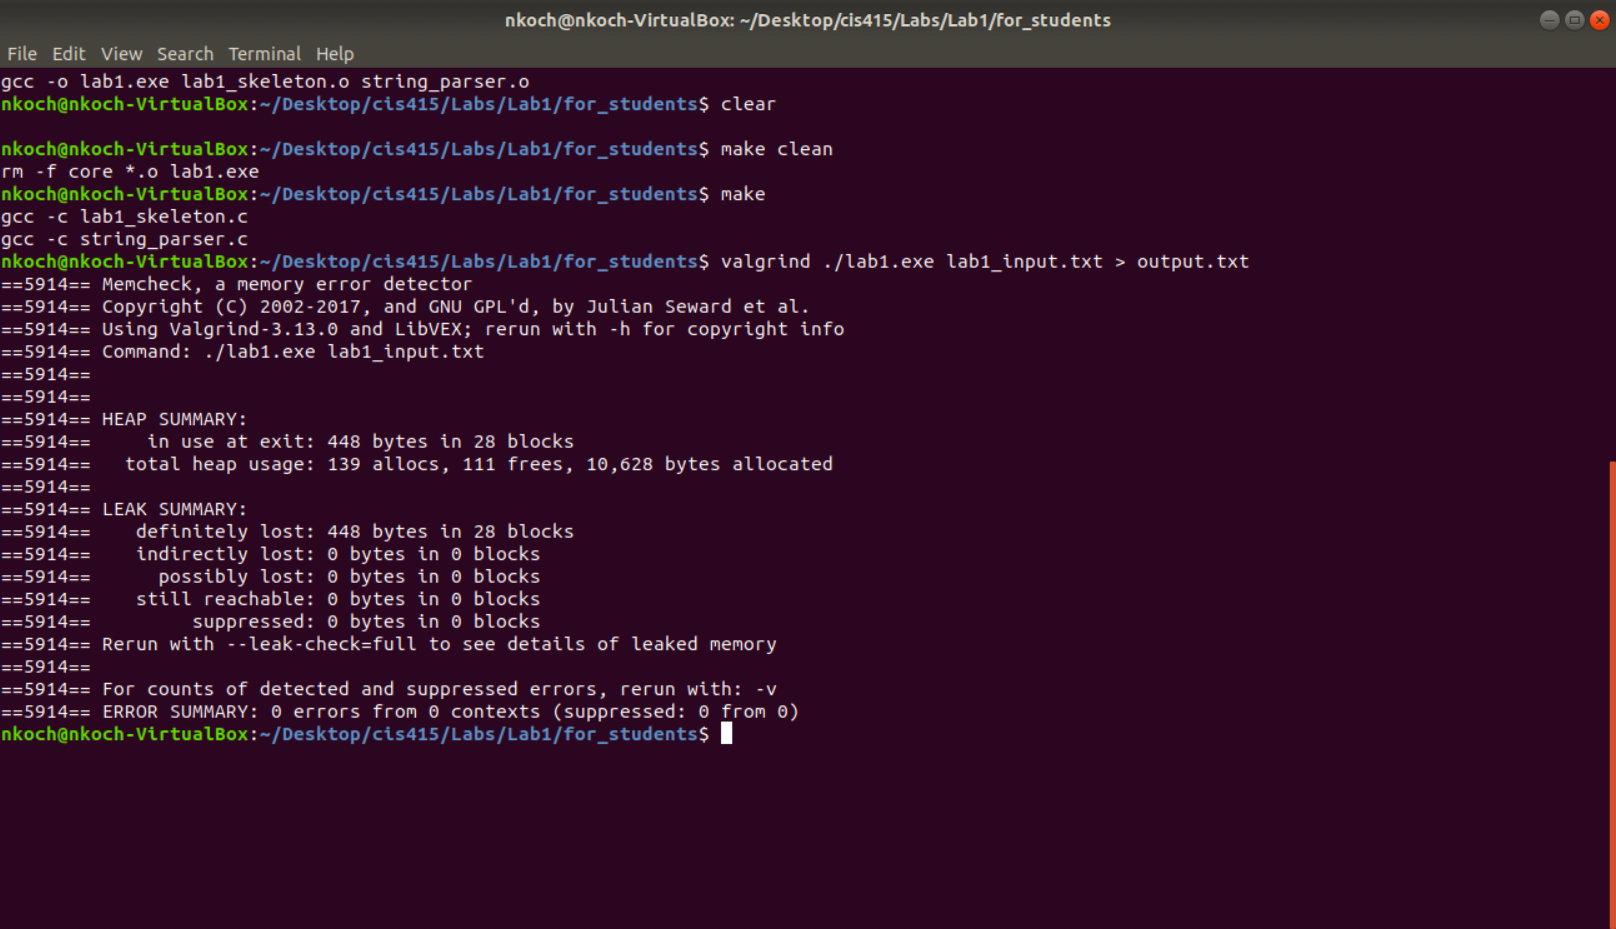 nkoch@nkoch-VirtualBox: ~/Desktop/cis415/Labs/Lab1/for_students
File Edit View Search Terminal Help
gcc -o lab1.exe lab1_skeleton.o string_parser.o
nkoch@nkoch-VirtualBox:~/Desktop/cis415/Labs/Lab1/for_students$ clear
nkoch@nkoch-VirtualBox:~/Desktop/cis415/Labs/Lab1/for_students$ make clean
rm -f core *.o lab1.exe
nkoch@nkoch-VirtualBox:~/Desktop/cis415/Labs/Lab1/for_students$ make
gcc -c lab1_skeleton.c
gcc -c string_parser.c
nkoch@nkoch-VirtualBox:~/Desktop/cis415/Labs/Lab1/for_students$ valgrind ./lab1.exe lab1_input.txt > output.txt
==5914== Memcheck, a memory error detector
==5914== Copyright (C) 2002-2017, and GNU GPL'd, by Julian Seward et al.
==5914== Using Valgrind-3.13.0 and LibVEX; rerun with -h for copyright info
==5914== Command: ./lab1.exe lab1_input.txt
==5914==
==5914==
==5914== HEAP SUMMARY:
==5914==     in use at exit: 448 bytes in 28 blocks
==5914==   total heap usage: 139 allocs, 111 frees, 10,628 bytes allocated
==5914==
==5914== LEAK SUMMARY:
==5914==    definitely lost: 448 bytes in 28 blocks
==5914==    indirectly lost: 0 bytes in 0 blocks
==5914==      possibly lost: 0 bytes in 0 blocks
==5914==    still reachable: 0 bytes in 0 blocks
==5914==         suppressed: 0 bytes in 0 blocks
==5914== Rerun with --leak-check=full to see details of leaked memory
==5914==
==5914== For counts of detected and suppressed errors, rerun with: -v
==5914== ERROR SUMMARY: 0 errors from 0 contexts (suppressed: 0 from 0)
nkoch@nkoch-VirtualBox:~/Desktop/cis415/Labs/Lab1/for_students$